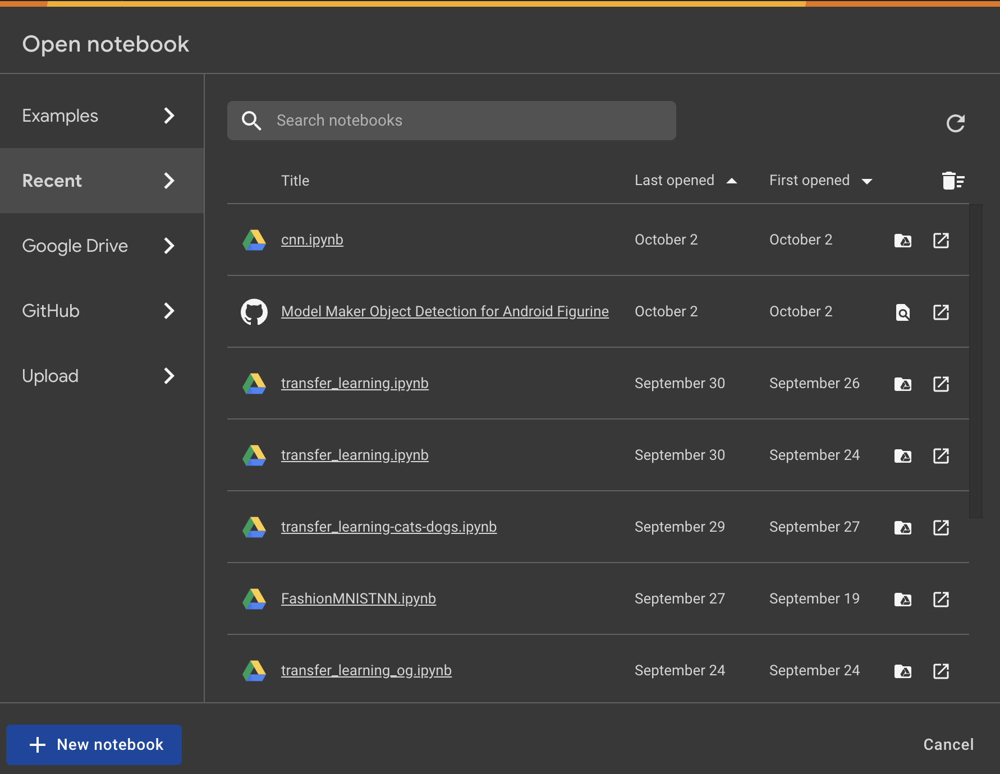 Open notebook
Examples
Recent
Google Drive
GitHub
Upload
Search notebooks
Title Last opened First opened
cnn.ipynb October 2 October 2
Model Maker Object Detection for Android Figurine October 2 October 2
transfer_learning.ipynb September 30 September 26
transfer_learning.ipynb September 30 September 24
transfer_learning-cats-dogs.ipynb September 29 September 27
FashionMNISTNN.ipynb September 27 September 19
transfer_learning_og.ipynb September 24 September 24
New notebook
Cancel